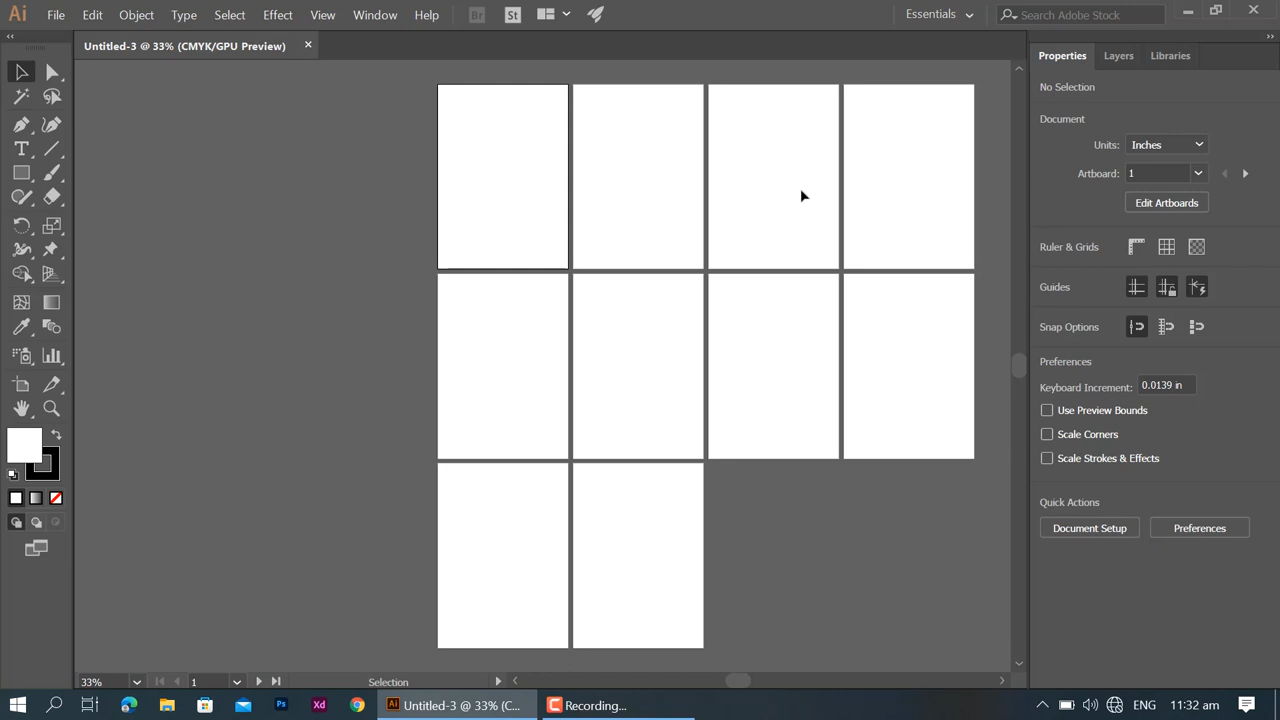 Ai File Edit Object Type Select Effect View Window Help Br St Essentials Search Adobe Stock
Untitled-3 @ 33% (CMYK/GPU Preview)
Properties Layers Libraries
No Selection
Document
Units: Inches
Artboard: 1
Edit Artboards
Ruler & Grids
Guides
Snap Options
Preferences
Keyboard Increment: 0.0139 in
Use Preview Bounds
Scale Corners
Scale Strokes & Effects
Quick Actions
Document Setup Preferences
33% 1 Selection
Ps Xd Ai Untitled-3 @ 33% (C... Recording... ENG 11:32 am